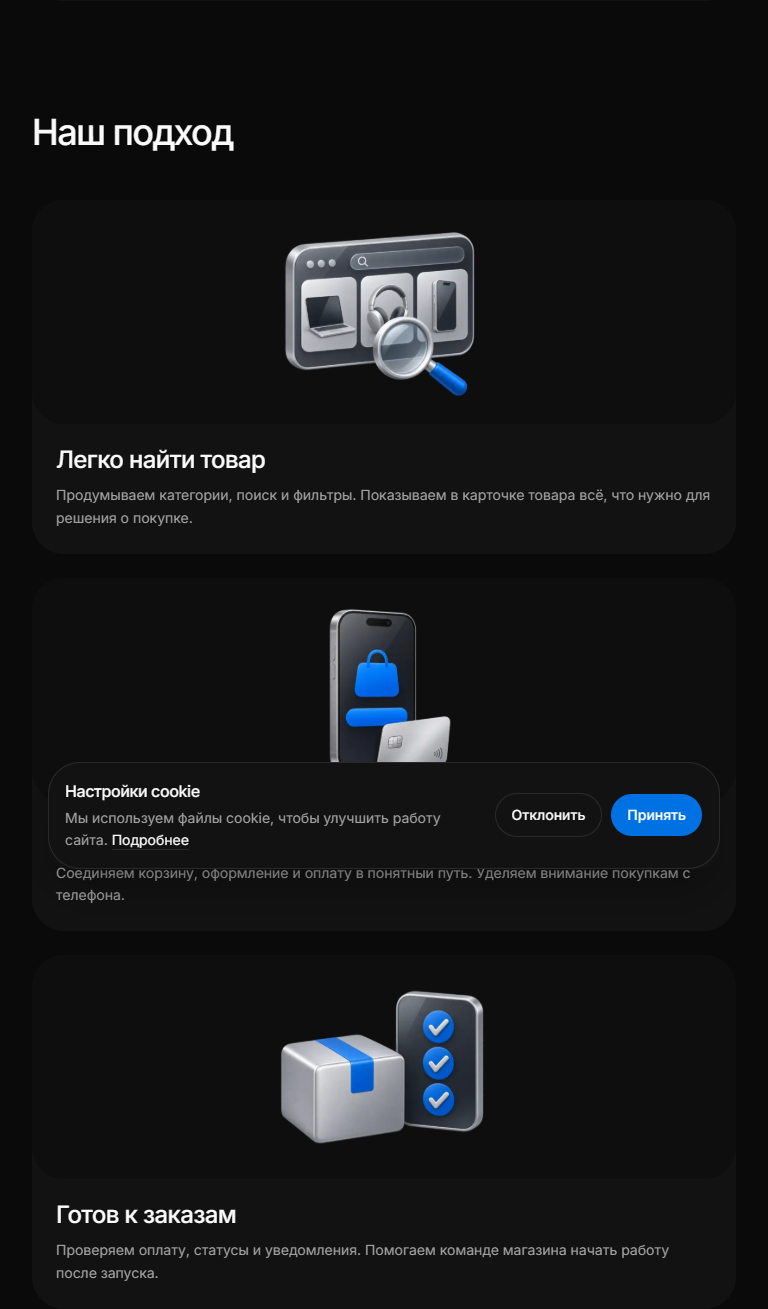 Наш подход
Легко найти товар
Продумываем категории, поиск и фильтры. Показываем в карточке товара всё, что нужно для
решения о покупке.
Настройки cookie
Мы используем файлы cookie, чтобы улучшить работу
сайта. Подробнее
Отклонить
Принять
Соединяем корзину, оформление и оплату в понятный путь. Уделяем внимание покупкам с
телефона.
Готов к заказам
Проверяем оплату, статусы и уведомления. Помогаем команде магазина начать работу
после запуска.